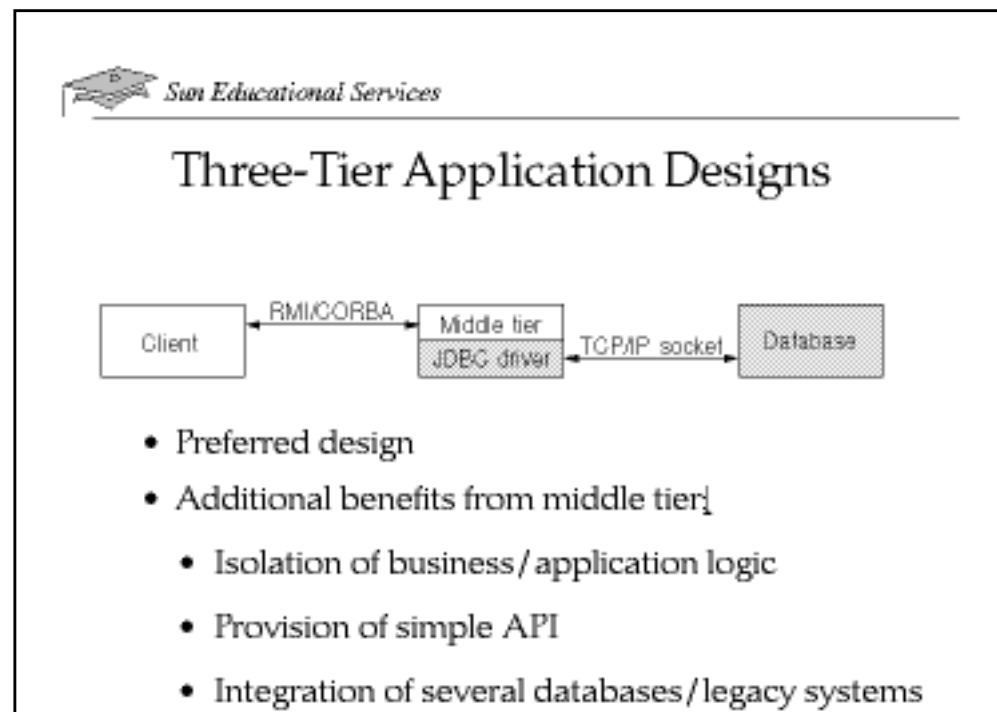 Sun Educational Services
Three-Tier Application Designs
Client
RMI/CORBA
Middle tier
JDBC driver
TCP/IP socket
Database
• Preferred design
• Additional benefits from middle tier:
• Isolation of business/application logic
• Provision of simple API
• Integration of several databases/legacy systems